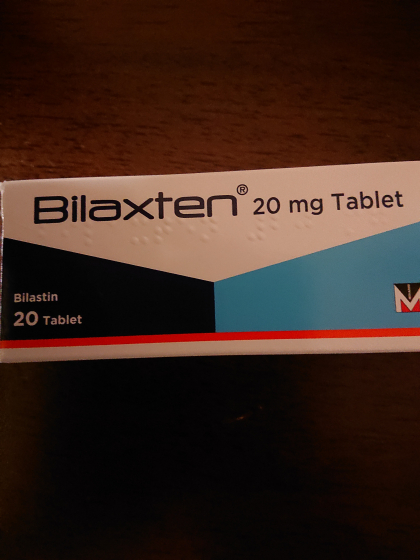 Bilaxten® 20 mg Tablet
Bilastin
20 Tablet
M